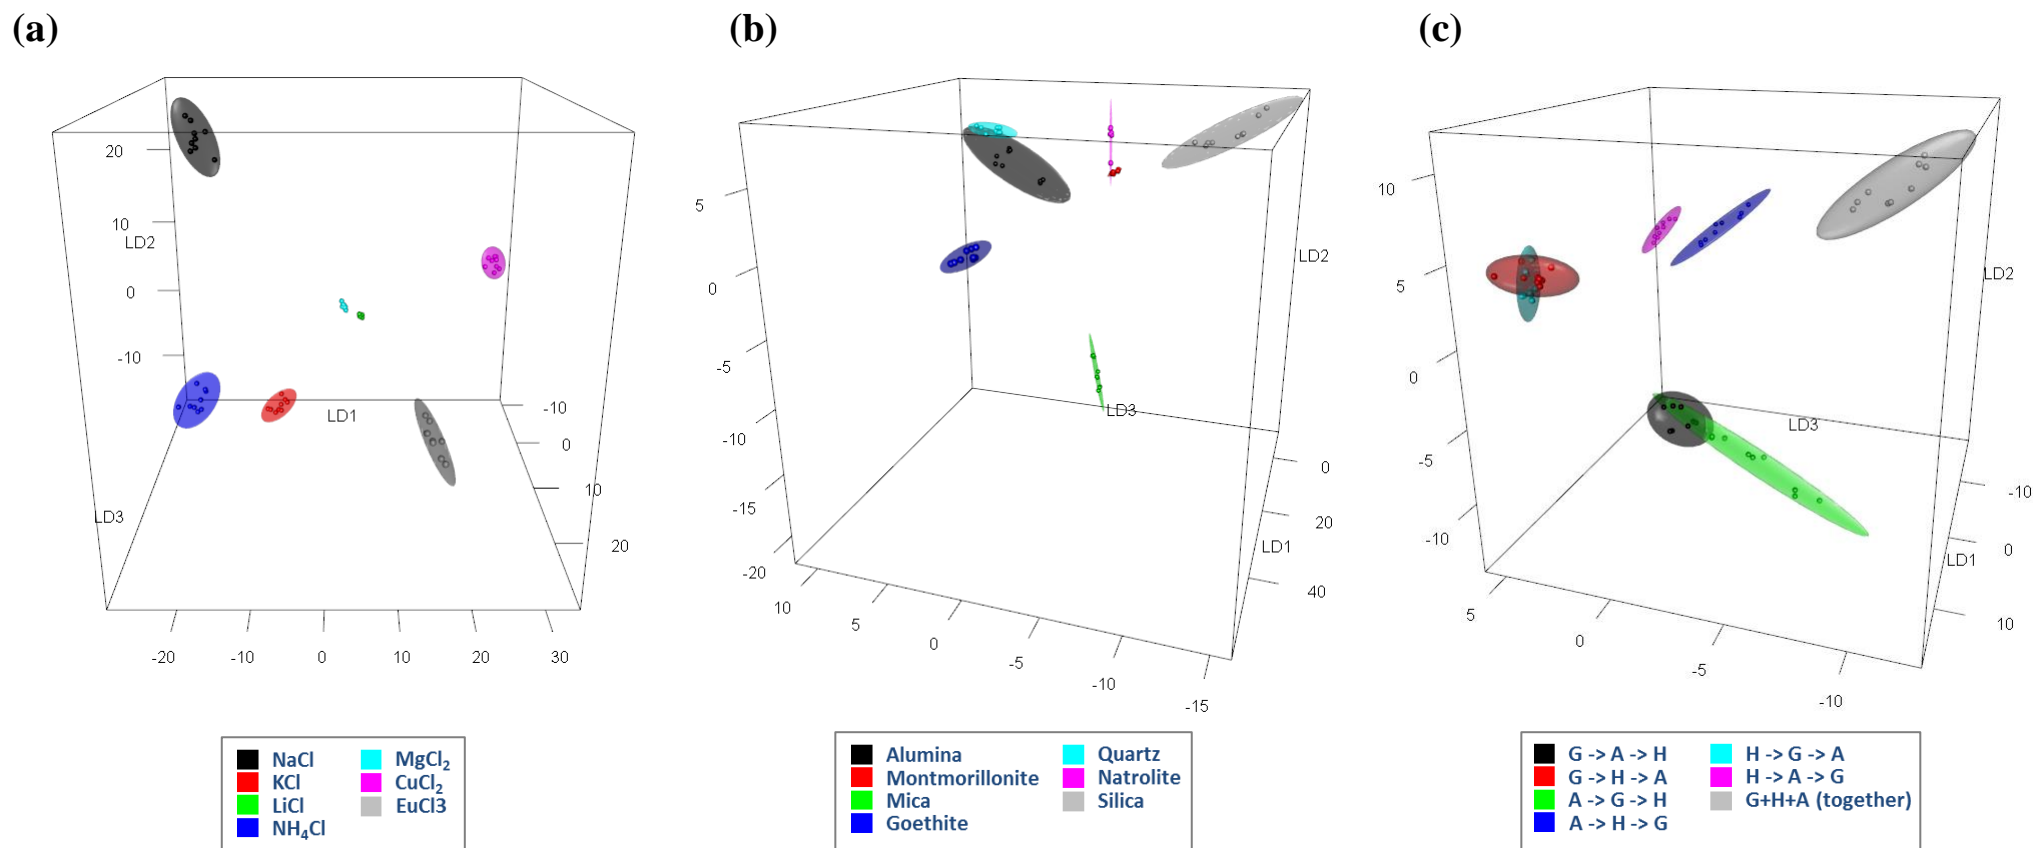 (a)
(b)
(c)
20
10
LD2
0
-10
LD1
-10
0
10
20
LD3
-20
-10
0
10
20
30
NaCl
KCl
LiCl
NH4Cl
MgCl2
CuCl2
EuCl3
5
0
-5
-10
-15
-20
LD2
LD3
0
20
LD1
40
10
5
0
-5
-10
-15
Alumina
Montmorillonite
Mica
Goethite
Quartz
Natrolite
Silica
10
5
0
-5
-10
LD2
LD3
-10
0
LD1
10
5
0
-5
-10
G -> A -> H
G -> H -> A
A -> G -> H
A -> H -> G
H -> G -> A
H -> A -> G
G+H+A (together)